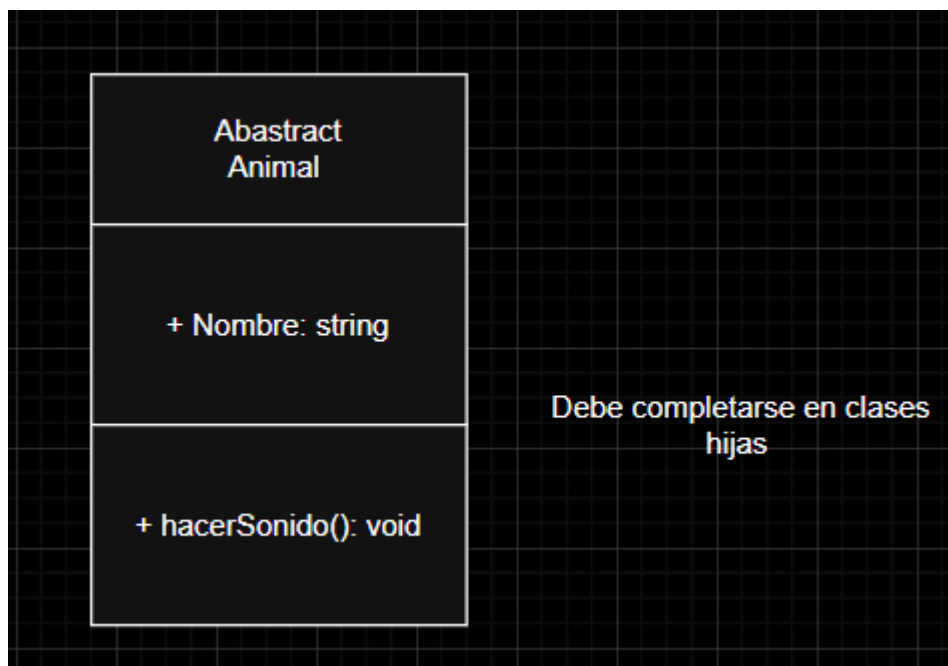 Abastract
Animal
+ Nombre: string
+ hacerSonido(): void
Debe completarse en clases
hijas